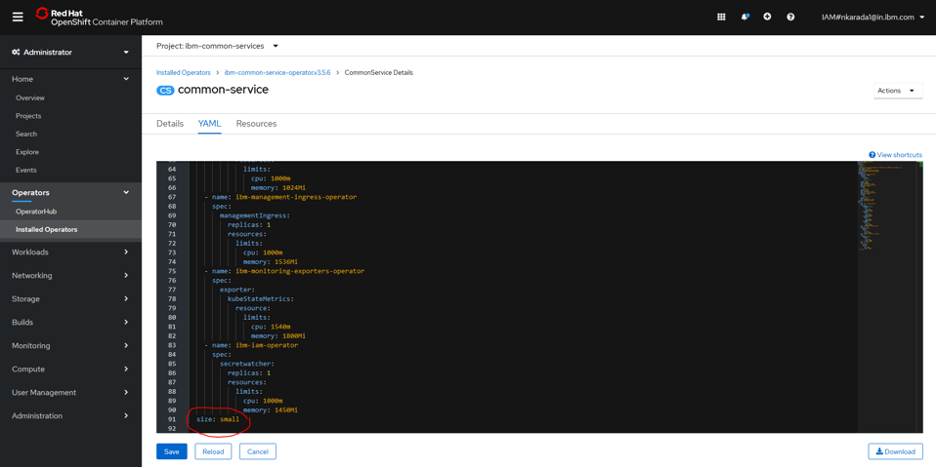 Red Hat
OpenShift Container Platform
IAM#nkarada1@in.ibm.com
Administrator
Home
Overview
Projects
Search
Explore
Events
Operators
OperatorHub
Installed Operators
Workloads
Networking
Storage
Builds
Monitoring
Compute
User Management
Administration
Project: ibm-common-services
Installed Operators > ibm-common-service-operator.v3.5.6 > CommonService Details
CS common-service
Actions
Details YAML Resources
View shortcuts
64 limits:
65 cpu: 1000m
66 memory: 1024Mi
67 - name: ibm-management-ingress-operator
68 spec:
69 managementIngress:
70 replicas: 1
71 resources:
72 limits:
73 cpu: 1000m
74 memory: 1536Mi
75 - name: ibm-monitoring-exporters-operator
76 spec:
77 exporter:
78 kubeStateMetrics:
79 resource:
80 limits:
81 cpu: 1540m
82 memory: 1800Mi
83 - name: ibm-iam-operator
84 spec:
85 secretwatcher:
86 replicas: 1
87 resources:
88 limits:
89 cpu: 1000m
90 memory: 1450Mi
91 size: small
92
Save Reload Cancel
Download